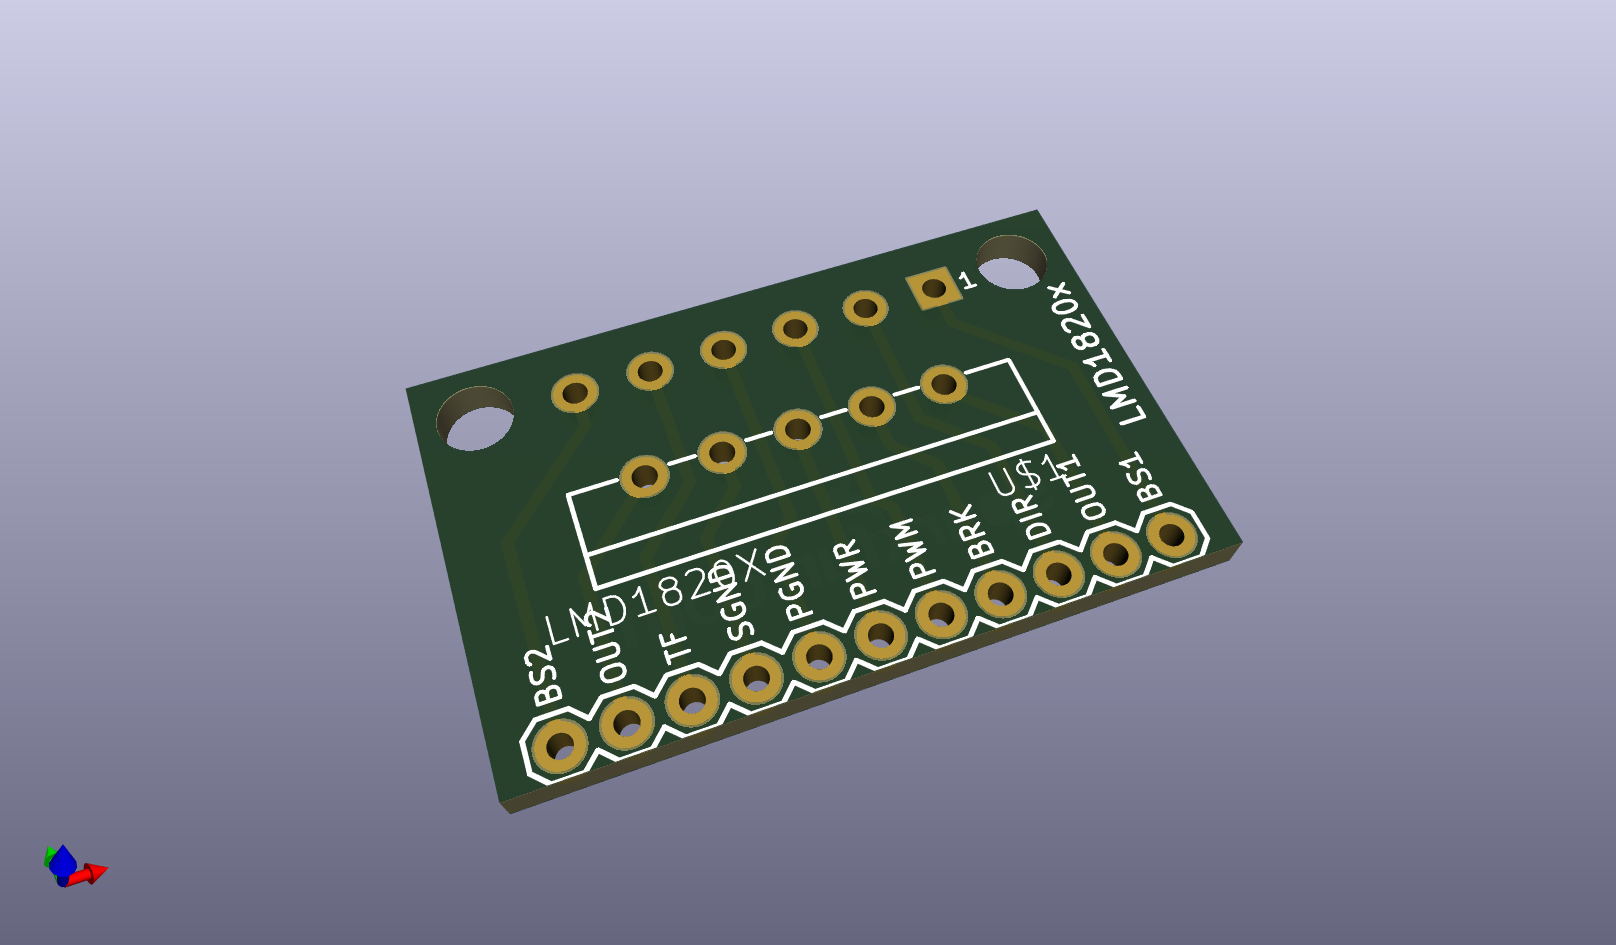 1
LMD1820x
U$1
LMD1820X
BS2
OUT2
TF
SGND
PGND
PWR
PWM
BRK
DIR
OUT1
BS1